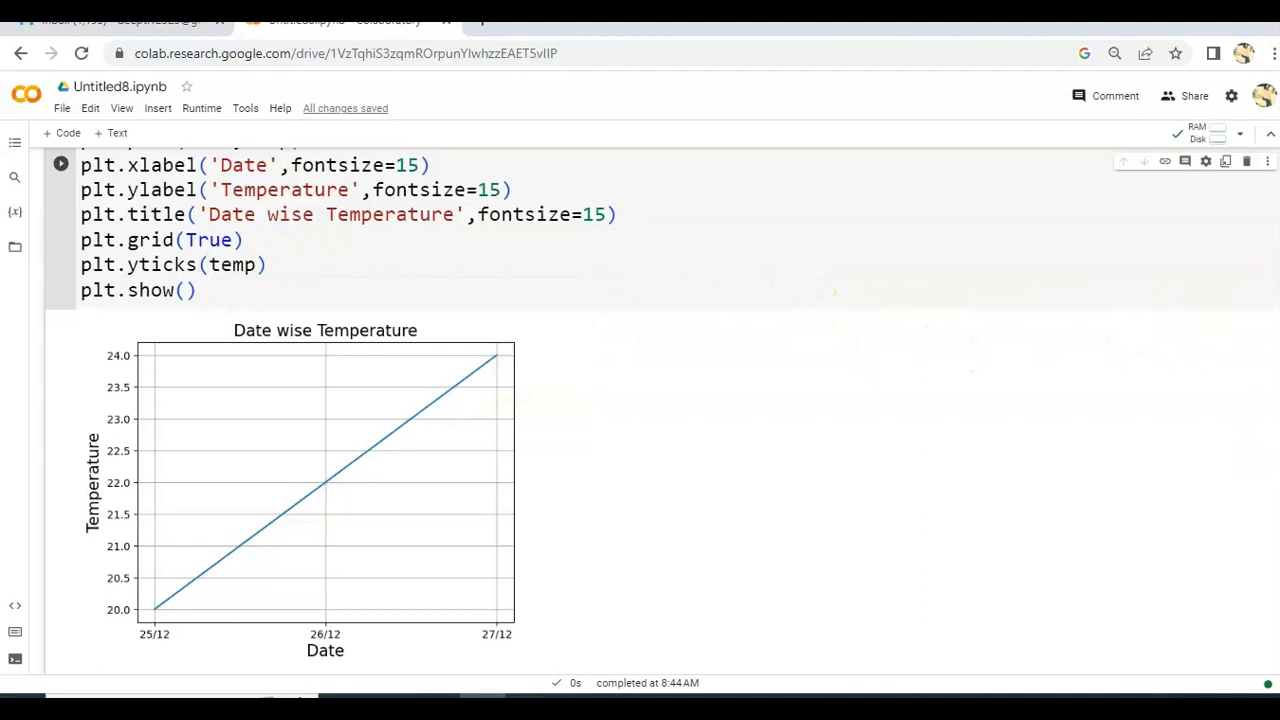 colab.research.google.com/drive/1VzTqhiS3zqmROrpunYlwhzzEAET5vIlP
Untitled8.ipynb
File Edit View Insert Runtime Tools Help All changes saved
Comment Share
+ Code + Text
RAM
Disk
plt.xlabel('Date',fontsize=15)
plt.ylabel('Temperature',fontsize=15)
plt.title('Date wise Temperature',fontsize=15)
plt.grid(True)
plt.yticks(temp)
plt.show()
Date wise Temperature
24.0
23.5
23.0
22.5
22.0
21.5
21.0
20.5
20.0
Temperature
25/12 26/12 27/12
Date
0s completed at 8:44 AM